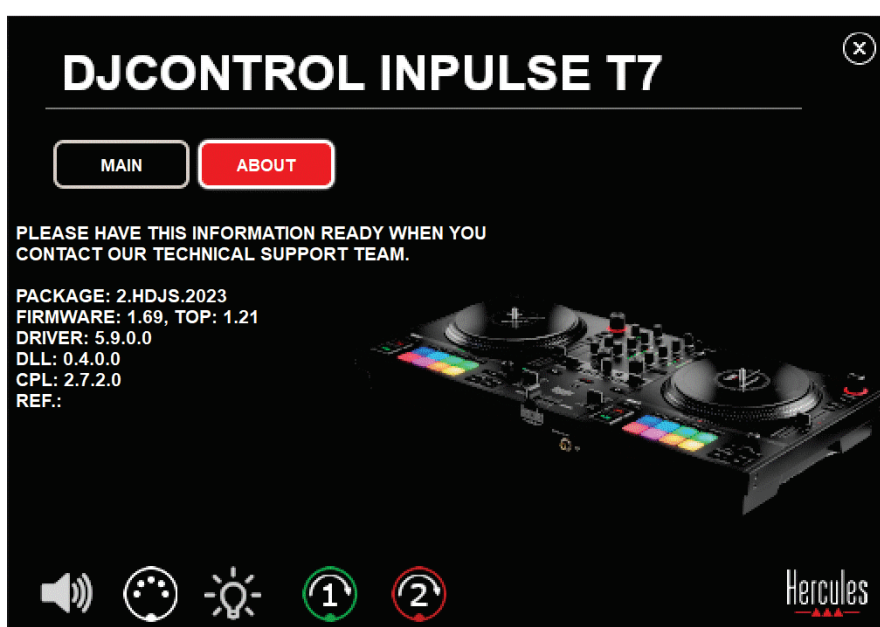 DJCONTROL INPULSE T7
MAIN
ABOUT
PLEASE HAVE THIS INFORMATION READY WHEN YOU
CONTACT OUR TECHNICAL SUPPORT TEAM.
PACKAGE: 2.HDJS.2023
FIRMWARE: 1.69, TOP: 1.21
DRIVER: 5.9.0.0
DLL: 0.4.0.0
CPL: 2.7.2.0
REF.:
1
2
Hercules